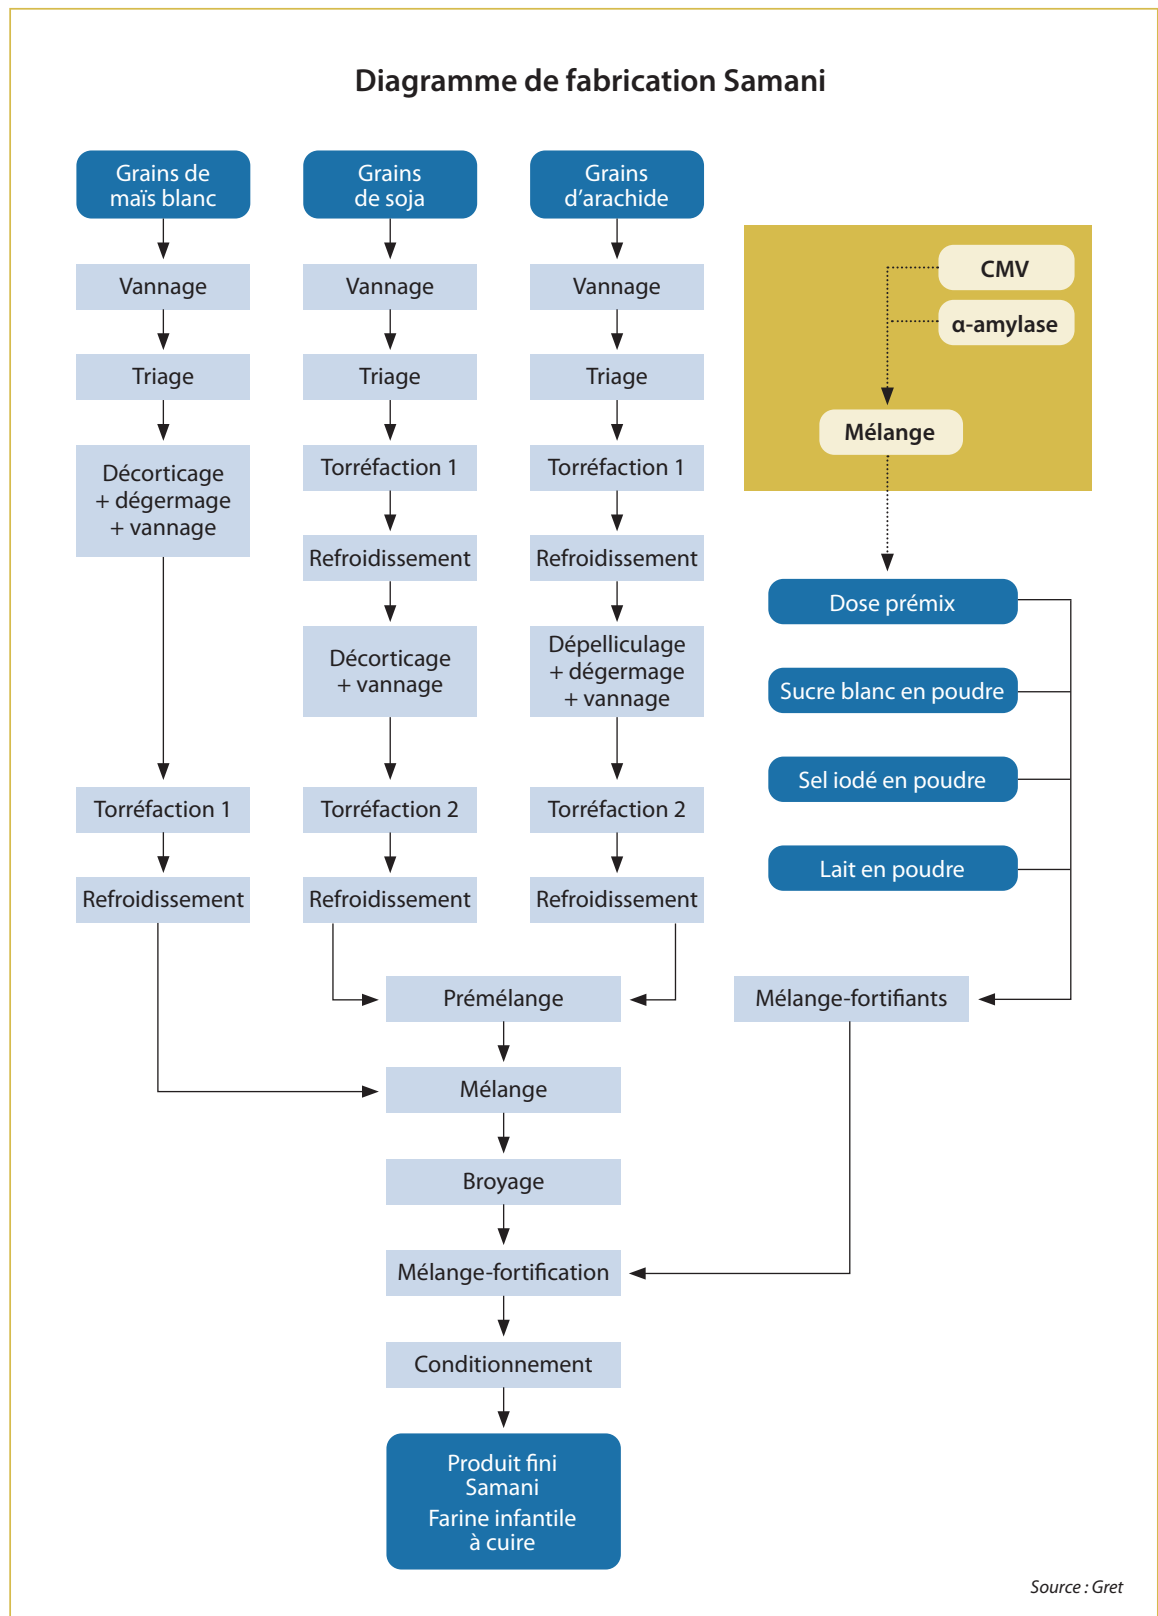 Diagramme de fabrication Samani
Grains de
maïs blanc
Vannage
Triage
Décorticage
+ dégermage
+ vannage
Torréfaction 1
Refroidissement
Grains
de soja
Vannage
Triage
Torréfaction 1
Refroidissement
Décorticage
+ vannage
Torréfaction 2
Refroidissement
Grains
d’arachide
Vannage
Triage
Torréfaction 1
Refroidissement
Dépelliculage
+ dégermage
+ vannage
Torréfaction 2
Refroidissement
CMV
α-amylase
Mélange
Dose prémix
Sucre blanc en poudre
Sel iodé en poudre
Lait en poudre
Prémélange
Mélange-fortifiants
Mélange
Broyage
Mélange-fortification
Conditionnement
Produit fini
Samani
Farine infantile
à cuire
Source : Gret